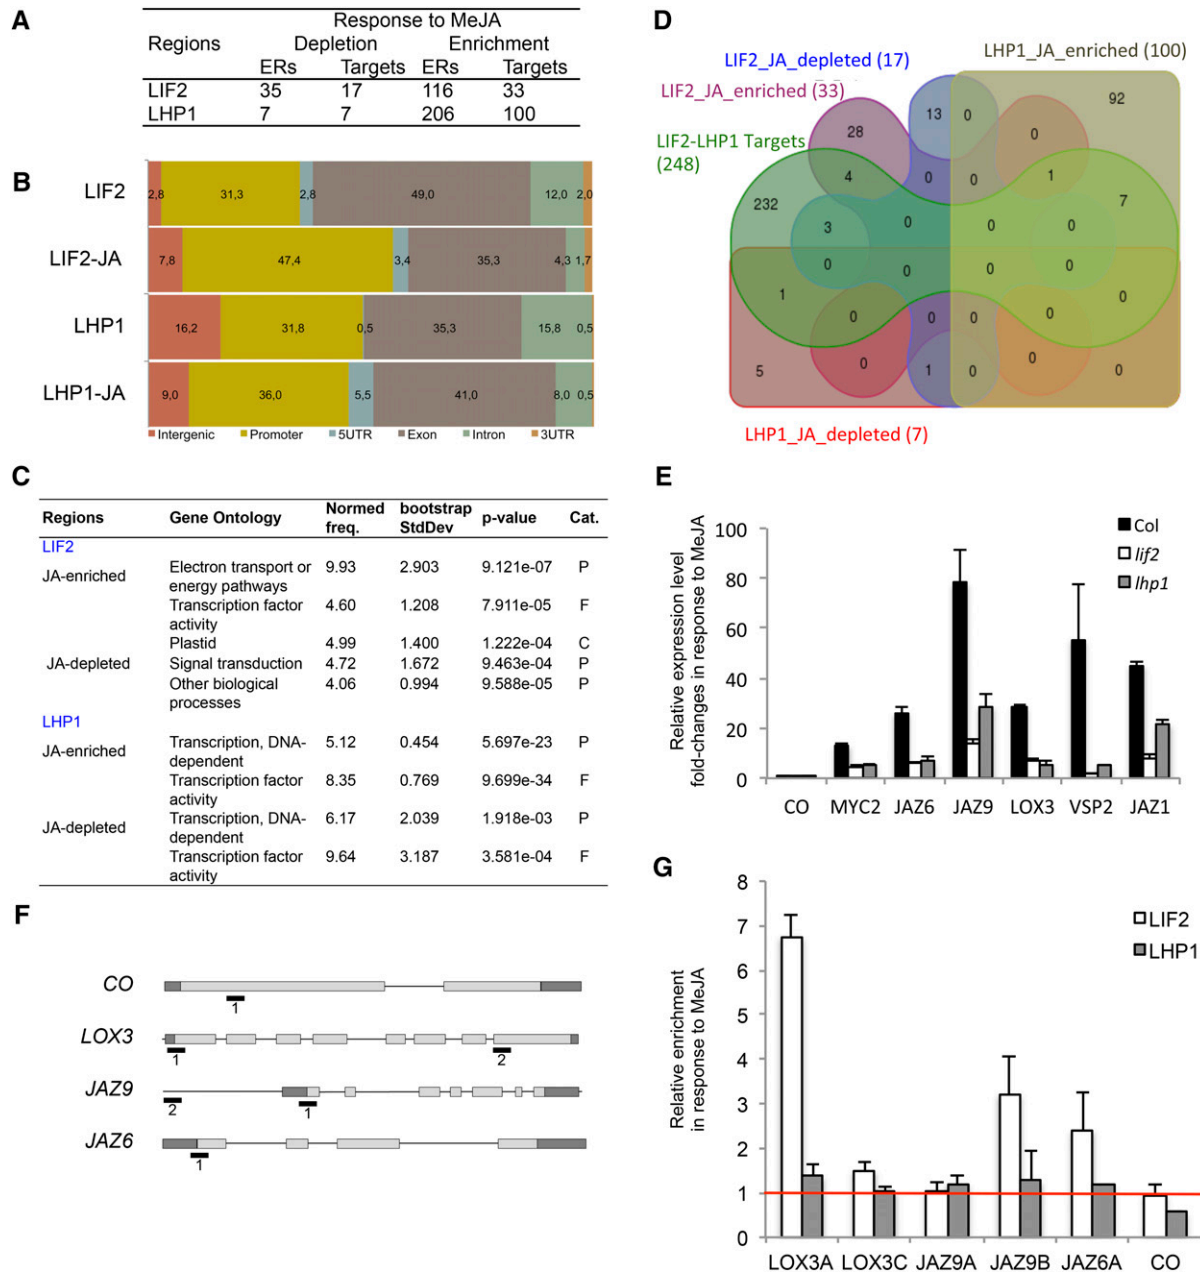 A
Response to MeJA
Regions Depletion Enrichment
ERs Targets ERs Targets
LIF2 35 17 116 33
LHP1 7 7 206 100
B
LIF2 2,8 31,3 2,8 49,0 12,0 2,0
LIF2-JA 7,8 47,4 3,4 35,3 4,3 1,7
LHP1 16,2 31,8 0,5 35,3 15,8 0,5
LHP1-JA 9,0 36,0 5,5 41,0 8,0 0,5
Intergenic Promoter 5UTR Exon Intron 3UTR
C
Regions Gene Ontology Normed freq. bootstrap StdDev p-value Cat.
LIF2
JA-enriched Electron transport or energy pathways 9.93 2.903 9.121e-07 P
Transcription factor activity 4.60 1.208 7.911e-05 F
Plastid 4.99 1.400 1.222e-04 C
JA-depleted Signal transduction 4.72 1.672 9.463e-04 P
Other biological processes 4.06 0.994 9.588e-05 P
LHP1
JA-enriched Transcription, DNA-dependent 5.12 0.454 5.697e-23 P
Transcription factor activity 8.35 0.769 9.699e-34 F
JA-depleted Transcription, DNA-dependent 6.17 2.039 1.918e-03 P
Transcription factor activity 9.64 3.187 3.581e-04 F
D
LIF2_JA_depleted (17)
LHP1_JA_enriched (100)
LIF2_JA_enriched (33)
LIF2-LHP1 Targets
(248)
92
13 0
28 0
4 0 0 1
232 7
3 0 0 0
0 0 0 0
1 0
0 0 0 0
5 0 1 0 0 0
LHP1_JA_depleted (7)
E
Relative expression level
fold-changes in response to MeJA
100
80
60
40
20
0
Col
lif2
lhp1
CO MYC2 JAZ6 JAZ9 LOX3 VSP2 JAZ1
F
CO
1
LOX3
1 2
JAZ9
2 1
JAZ6
1
G
Relative enrichment
in response to MeJA
8
7
6
5
4
3
2
1
0
LIF2
LHP1
LOX3A LOX3C JAZ9A JAZ9B JAZ6A CO